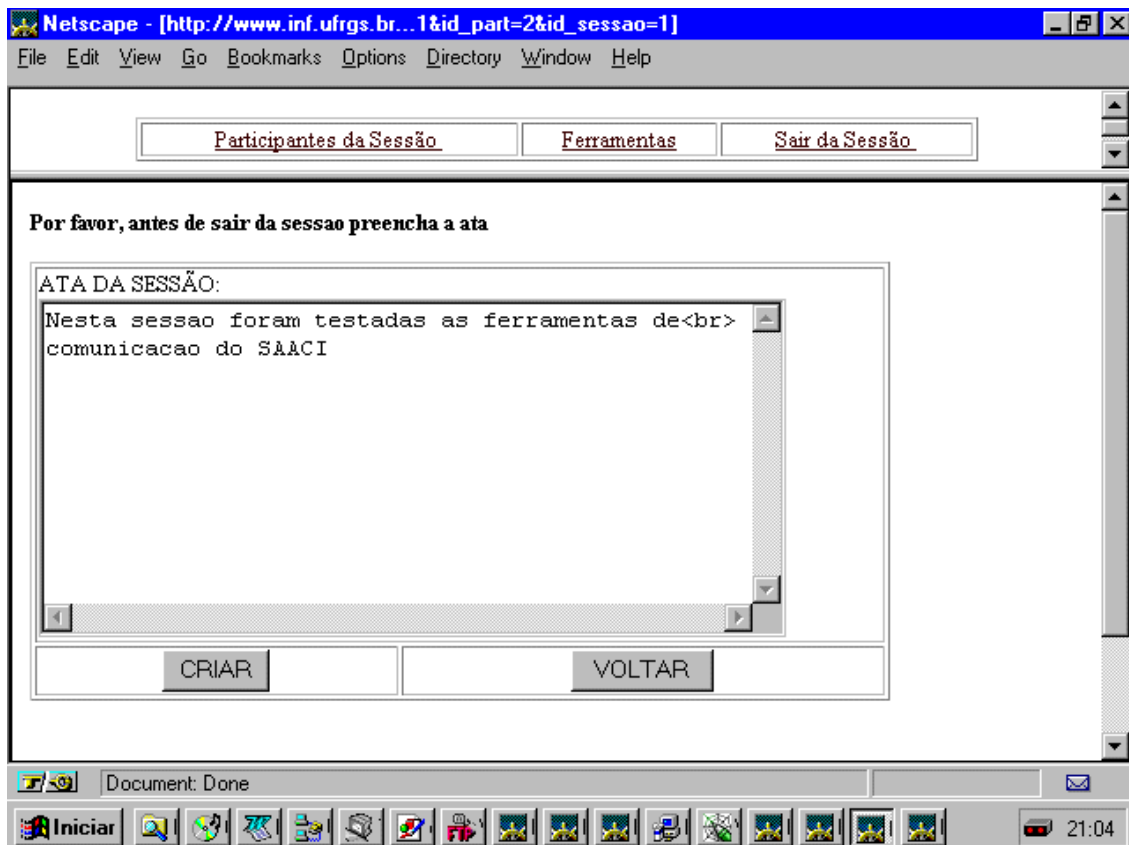 Netscape - [http://www.inf.ufrgs.br...1&id_part=2&id_sessao=1]
File Edit View Go Bookmarks Options Directory Window Help
Participantes da Sessão Ferramentas Sair da Sessão
Por favor, antes de sair da sessao preencha a ata
ATA DA SESSÃO:
Nesta sessao foram testadas as ferramentas de<br>
comunicacao do SAACI
CRIAR VOLTAR
Document: Done
Iniciar FTP 21:04